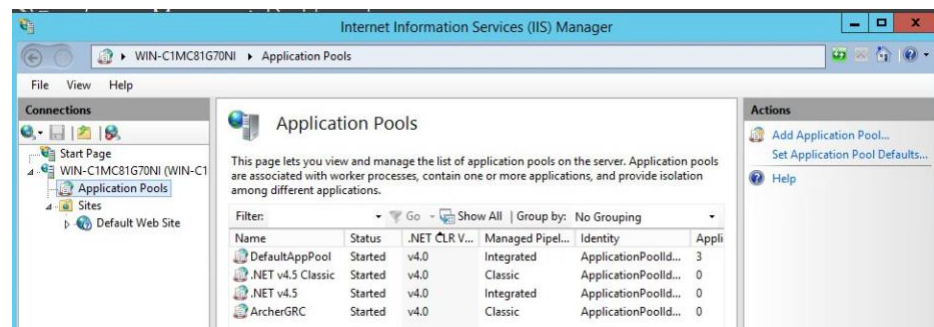 Internet Information Services (IIS) Manager
WIN-C1MC81G70NI ▸ Application Pools
File View Help
Connections
Start Page
WIN-C1MC81G70NI (WIN-C1
Application Pools
Sites
Default Web Site
Application Pools
This page lets you view and manage the list of application pools on the server. Application pools
are associated with worker processes, contain one or more applications, and provide isolation
among different applications.
Filter: Go Show All | Group by: No Grouping
Name Status .NET CLR V... Managed Pipel... Identity Appli
DefaultAppPool Started v4.0 Integrated ApplicationPoolId... 3
.NET v4.5 Classic Started v4.0 Classic ApplicationPoolId... 0
.NET v4.5 Started v4.0 Integrated ApplicationPoolId... 0
ArcherGRC Started v4.0 Classic ApplicationPoolId... 0
Actions
Add Application Pool...
Set Application Pool Defaults...
Help